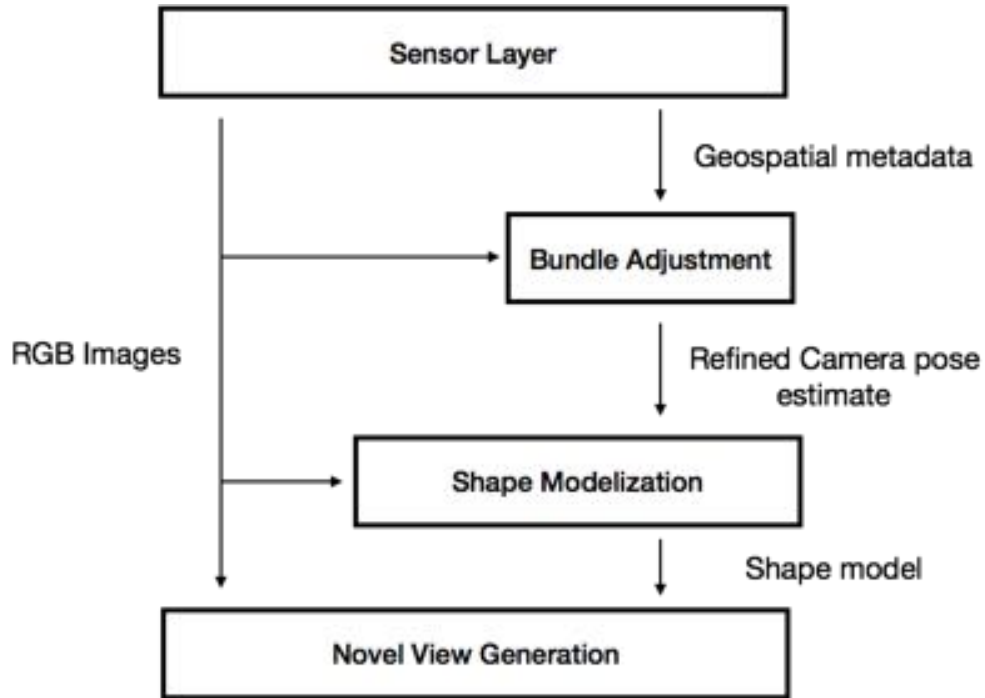 Sensor Layer
Geospatial metadata
Bundle Adjustment
RGB Images
Refined Camera pose
estimate
Shape Modelization
Shape model
Novel View Generation